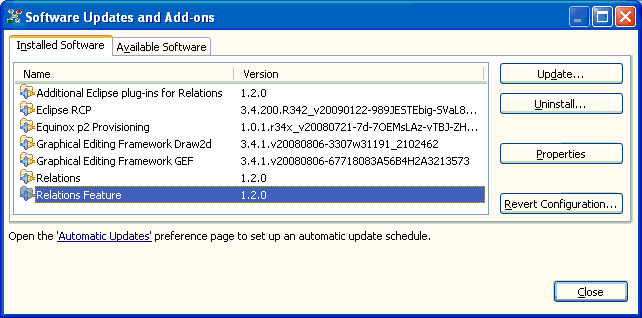 Software Updates and Add-ons
Installed Software Available Software
Name Version
Additional Eclipse plug-ins for Relations 1.2.0
Eclipse RCP 3.4.200.R342_v20090122-989JESTEbig-SVaL8...
Equinox p2 Provisioning 1.0.1.r34x_v20080721-7d-7OEMsLAz-vTBJ-ZH...
Graphical Editing Framework Draw2d 3.4.1.v20080806-3307w31191_2102462
Graphical Editing Framework GEF 3.4.1.v20080806-67718083A56B4H2A3213573
Relations 1.2.0
Relations Feature 1.2.0
Update...
Uninstall...
Properties
Revert Configuration...
Open the 'Automatic Updates' preference page to set up an automatic update schedule.
Close